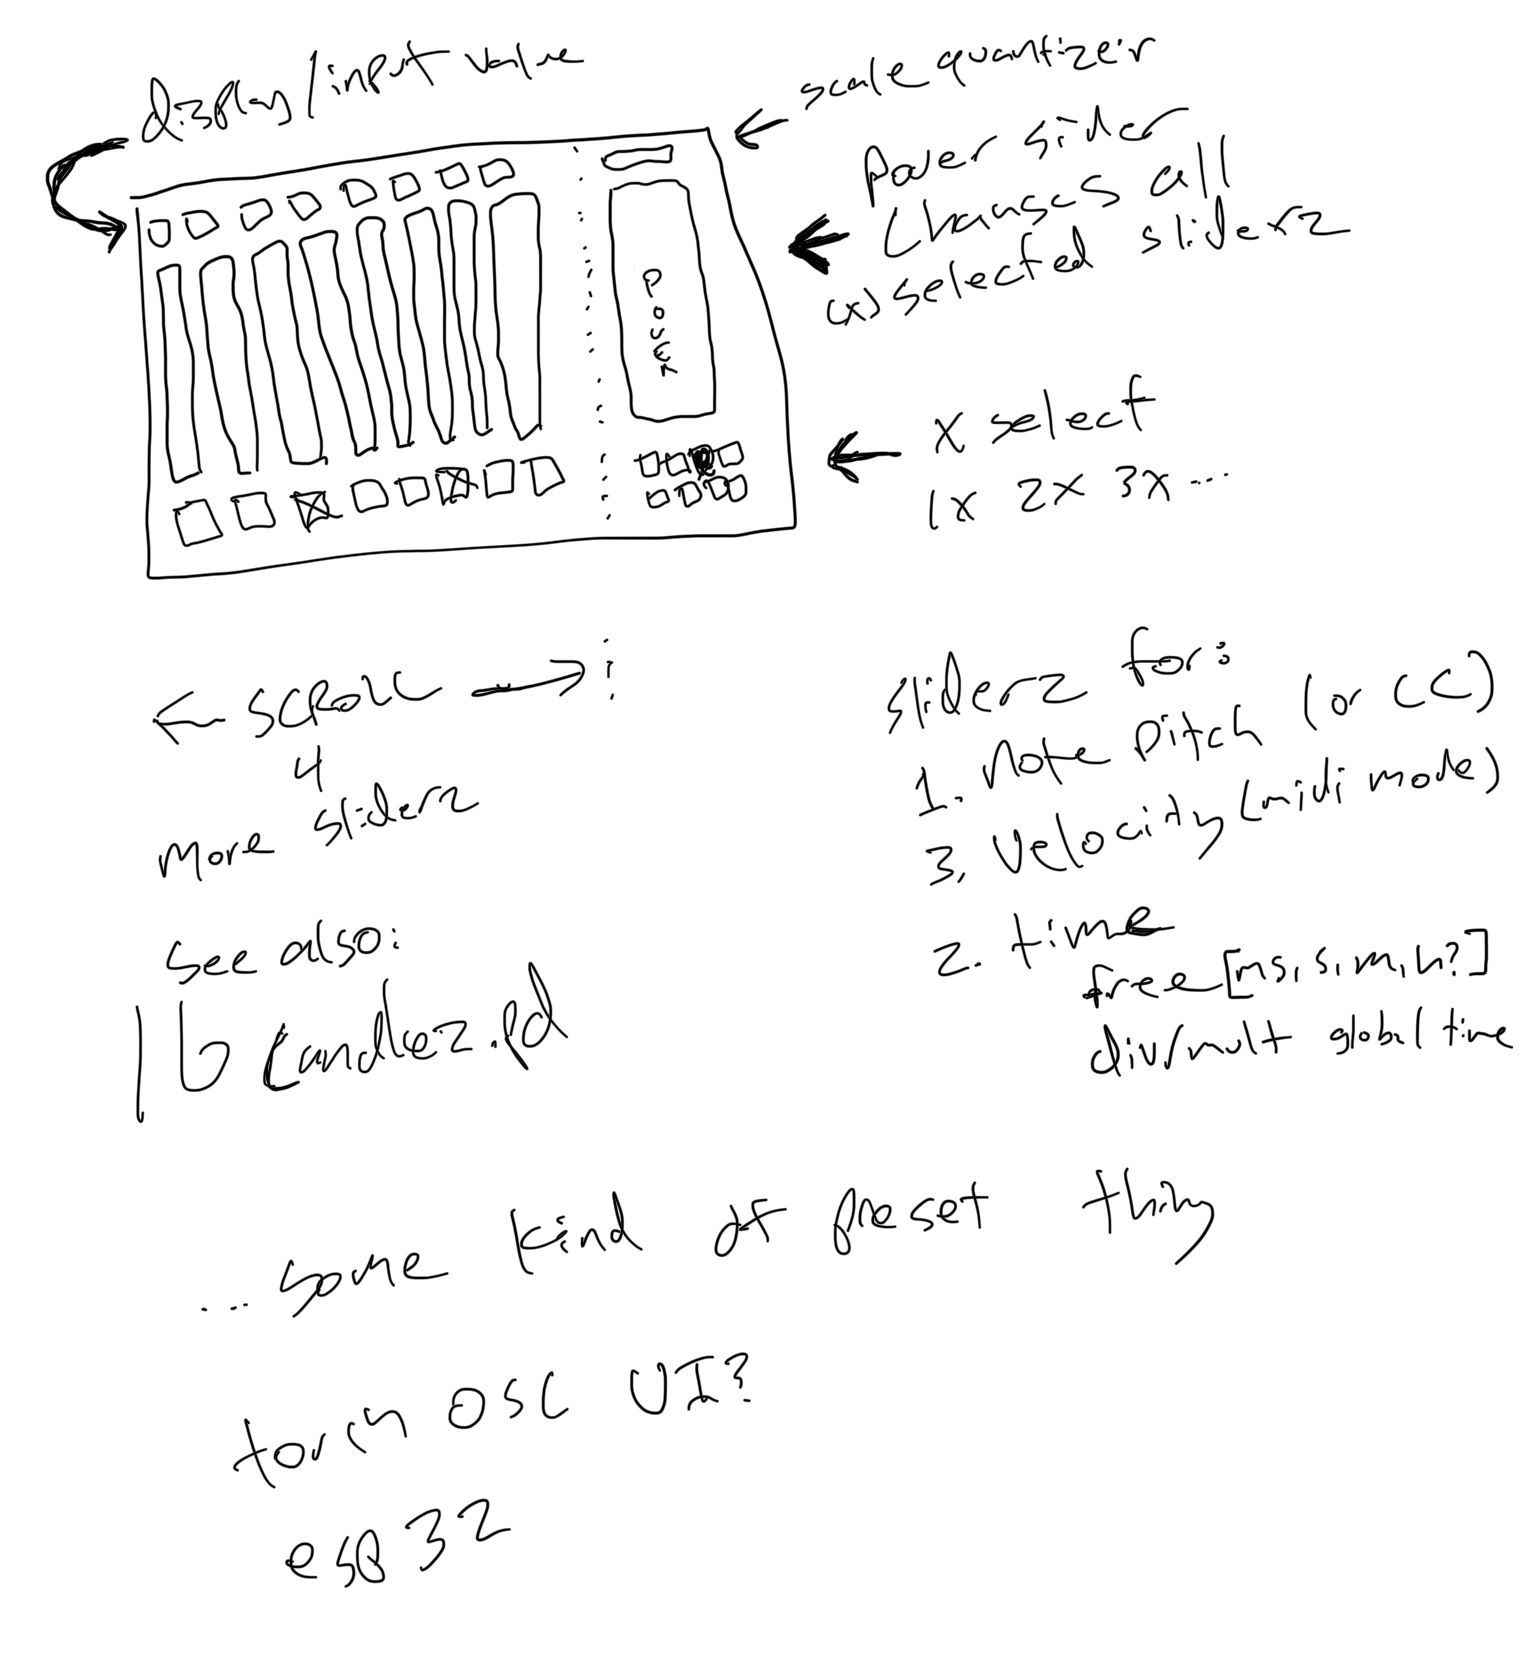 display/input value
scale quantizer
Power slider
changes all
(x) selected sliderz
POWER
X select
1x 2x 3x ...
← SCROLL →
4
more sliderz
see also:
16 candlez.pd
sliderz for:
1. Note Pitch (or CC)
3. Velocity (midi mode)
2. time
free [ms, s, m, h?]
div/mult global time
... some kind of preset thing
torch OSC UI?
esp32